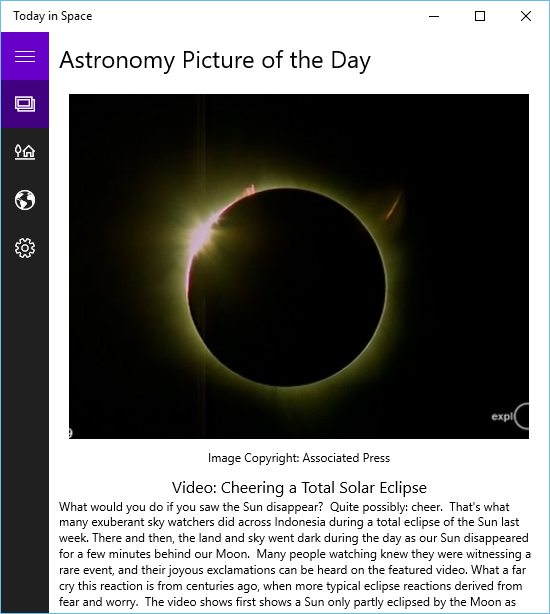 Today in Space
Astronomy Picture of the Day
9
expl
Image Copyright: Associated Press
Video: Cheering a Total Solar Eclipse
What would you do if you saw the Sun disappear?  Quite possibly: cheer.  That's what
many exuberant sky watchers did across Indonesia during a total eclipse of the Sun last
week. There and then, the land and sky went dark during the day as our Sun disappeared
for a few minutes behind our Moon.  Many people watching knew they were witnessing a
rare event, and their joyous exclamations can be heard on the featured video. What a far
cry this reaction is from centuries ago, when more typical eclipse reactions derived from
fear and worry.  The video shows first shows a Sun only partly eclipsed by the Moon as